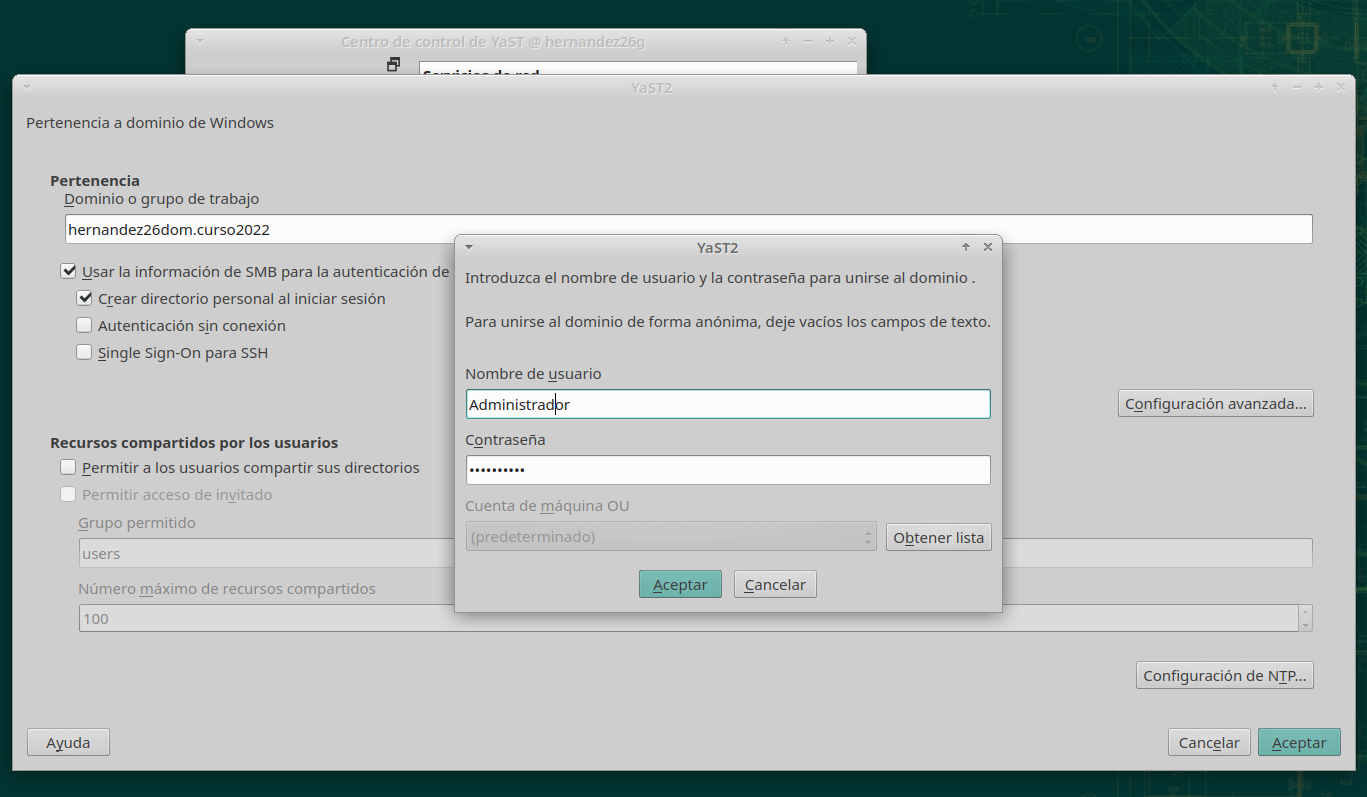 Centro de control de YaST @ hernandez26g
Servicios de red
YaST2
Pertenencia a dominio de Windows
Pertenencia
Dominio o grupo de trabajo
hernandez26dom.curso2022
Usar la información de SMB para la autenticación de
Crear directorio personal al iniciar sesión
Autenticación sin conexión
Single Sign-On para SSH
Configuración avanzada...
Recursos compartidos por los usuarios
Permitir a los usuarios compartir sus directorios
Permitir acceso de invitado
Grupo permitido
users
Número máximo de recursos compartidos
100
Configuración de NTP...
Ayuda
Cancelar
Aceptar
YaST2
Introduzca el nombre de usuario y la contraseña para unirse al dominio .
Para unirse al dominio de forma anónima, deje vacíos los campos de texto.
Nombre de usuario
Administrador
Contraseña
••••••••••
Cuenta de máquina OU
(predeterminado)
Obtener lista
Aceptar
Cancelar